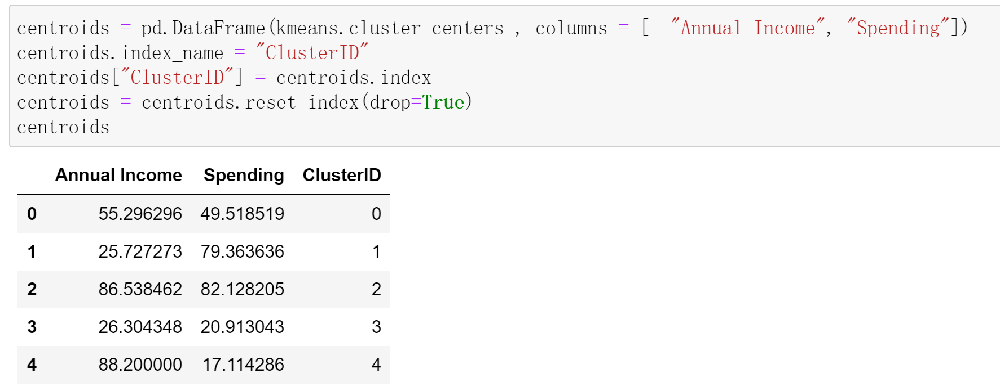 centroids = pd.DataFrame(kmeans.cluster_centers_, columns = [  "Annual Income", "Spending"])
centroids.index_name = "ClusterID"
centroids["ClusterID"] = centroids.index
centroids = centroids.reset_index(drop=True)
centroids
Annual Income Spending ClusterID
0 55.296296 49.518519 0
1 25.727273 79.363636 1
2 86.538462 82.128205 2
3 26.304348 20.913043 3
4 88.200000 17.114286 4